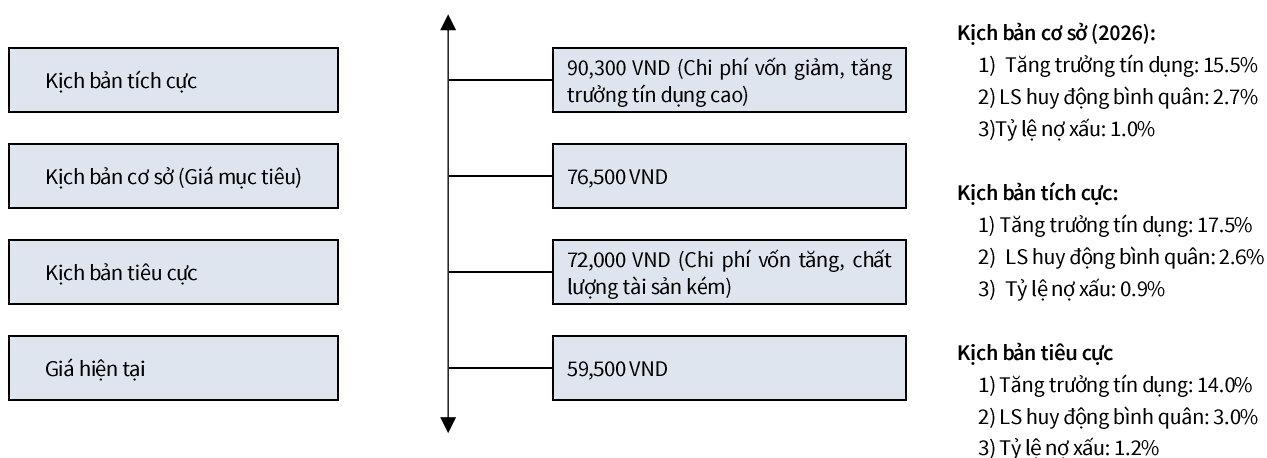 Kịch bản tích cực
90,300 VND (Chi phí vốn giảm, tăng
trưởng tín dụng cao)
Kịch bản cơ sở (Giá mục tiêu)
76,500 VND
Kịch bản tiêu cực
72,000 VND (Chi phí vốn tăng, chất
lượng tài sản kém)
Giá hiện tại
59,500 VND
Kịch bản cơ sở (2026):
1) Tăng trưởng tín dụng: 15.5%
2) LS huy động bình quân: 2.7%
3)Tỷ lệ nợ xấu: 1.0%
Kịch bản tích cực:
1) Tăng trưởng tín dụng: 17.5%
2) LS huy động bình quân: 2.6%
3) Tỷ lệ nợ xấu: 0.9%
Kịch bản tiêu cực
1) Tăng trưởng tín dụng: 14.0%
2) LS huy động bình quân: 3.0%
3) Tỷ lệ nợ xấu: 1.2%